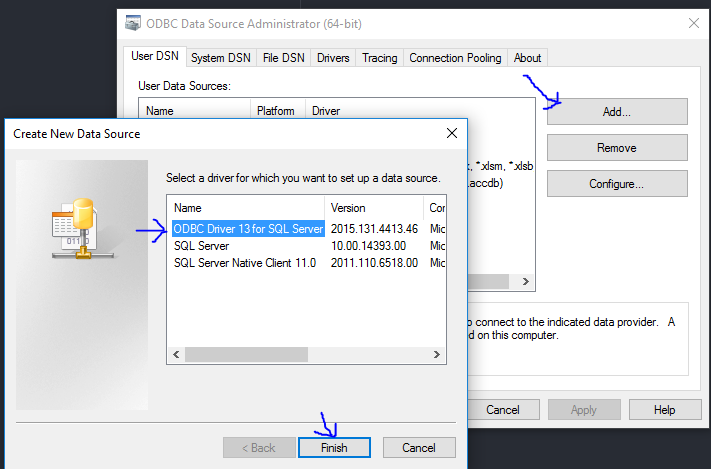 ODBC Data Source Administrator (64-bit)
User DSN System DSN File DSN Drivers Tracing Connection Pooling About
User Data Sources:
Name Platform Driver
Add...
Remove
Configure...
*.xlsm, *.xlsb
.accdb)
to connect to the indicated data provider. A
on this computer.
Cancel Apply Help
Create New Data Source
Select a driver for which you want to set up a data source.
Name Version
ODBC Driver 13 for SQL Server 2015.131.4413.46
SQL Server 10.00.14393.00
SQL Server Native Client 11.0 2011.110.6518.00
01110
< Back Finish Cancel